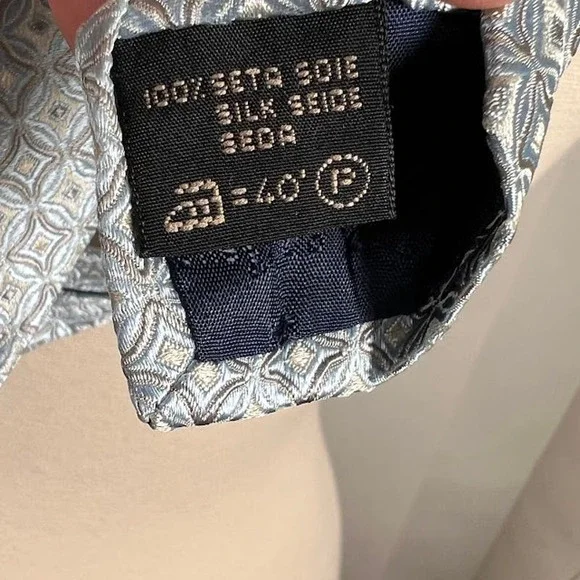 100% SETA SOIE
SILK SEIDE
SEDA
=40' P